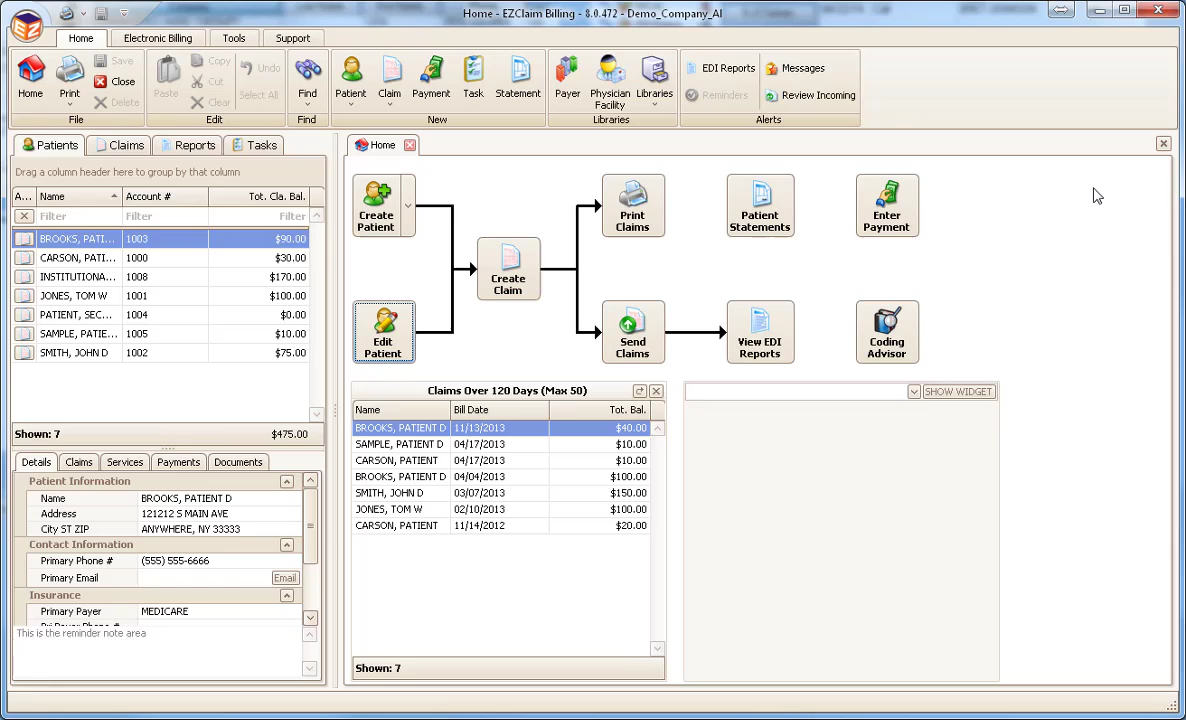 Home - EZClaim Billing - 8.0.472 - Demo_Company_AI
EZ
Home Electronic Billing Tools Support
Home Print Save Close Delete
Paste Copy Cut Clear Undo Select All
Find Patient Claim Payment Task Statement
Payer Physician Facility Libraries
EDI Reports Messages
Reminders Review Incoming
File Edit Find New Libraries Alerts
Patients Claims Reports Tasks
Drag a column header here to group by that column
A... Name Account # Tot. Cla. Bal.
Filter Filter Filter
BROOKS, PATI... 1003 $90.00
CARSON, PATI... 1000 $30.00
INSTITUTIONA... 1008 $170.00
JONES, TOM W 1001 $100.00
PATIENT, SEC... 1004 $0.00
SAMPLE, PATIE... 1005 $10.00
SMITH, JOHN D 1002 $75.00
Shown: 7 $475.00
Details Claims Services Payments Documents
Patient Information
Name BROOKS, PATIENT D
Address 121212 S MAIN AVE
City ST ZIP ANYWHERE, NY 33333
Contact Information
Primary Phone # (555) 555-6666
Primary Email Email
Insurance
Primary Payer MEDICARE
This is the reminder note area
Home
Create Patient
Print Claims
Patient Statements
Enter Payment
Create Claim
Edit Patient
Send Claims
View EDI Reports
Coding Advisor
Claims Over 120 Days (Max 50)
Name Bill Date Tot. Bal.
BROOKS, PATIENT D 11/13/2013 $40.00
SAMPLE, PATIENT D 04/17/2013 $10.00
CARSON, PATIENT 04/17/2013 $10.00
BROOKS, PATIENT D 04/04/2013 $100.00
SMITH, JOHN D 03/07/2013 $150.00
JONES, TOM W 02/10/2013 $100.00
CARSON, PATIENT 11/14/2012 $20.00
Shown: 7
SHOW WIDGET